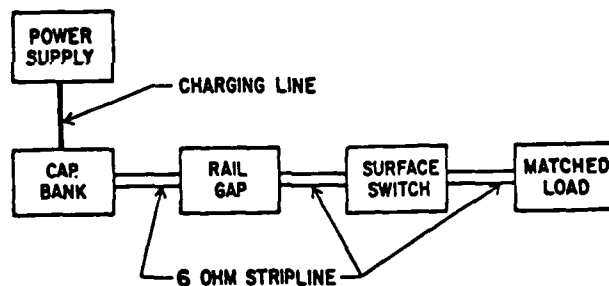 POWER
SUPPLY
CHARGING LINE
CAP.
BANK
RAIL
GAP
SURFACE
SWITCH
MATCHED
LOAD
6 OHM STRIPLINE